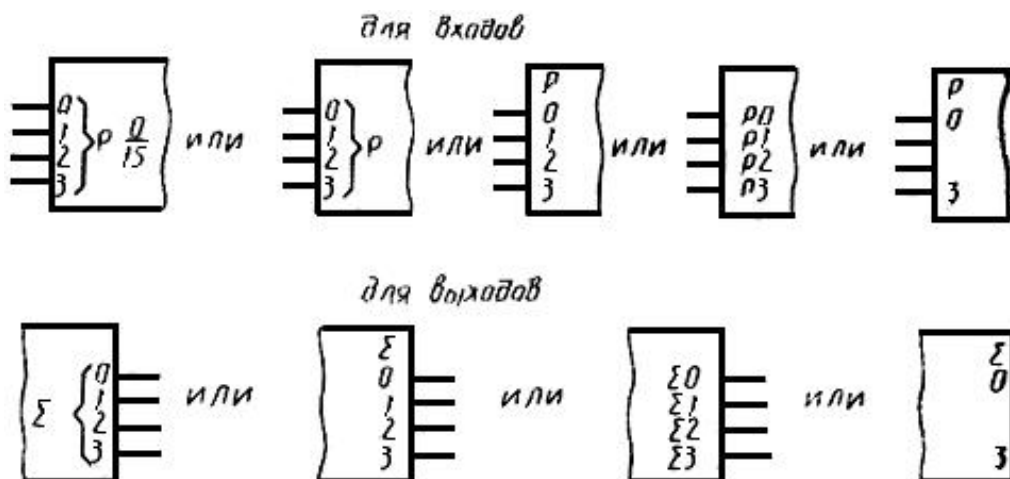 для входов
0
1
2
3
} P 0/15
или
0
1
2
3
} P
или
P
0
1
2
3
или
P0
P1
P2
P3
или
P
0
3
для выходов
Σ {
0
1
2
3
или
Σ
0
1
2
3
или
Σ0
Σ1
Σ2
Σ3
или
Σ
0
3